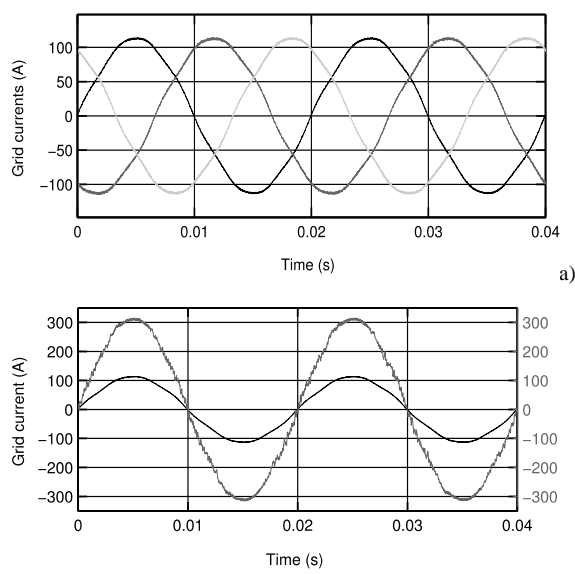 Grid currents (A)
100
50
0
−50
−100
0 0.01 0.02 0.03 0.04
Time (s)
a)
Grid current (A)
300 300
200 200
100 100
0 0
−100 −100
−200 −200
−300 −300
0 0.01 0.02 0.03 0.04
Time (s)